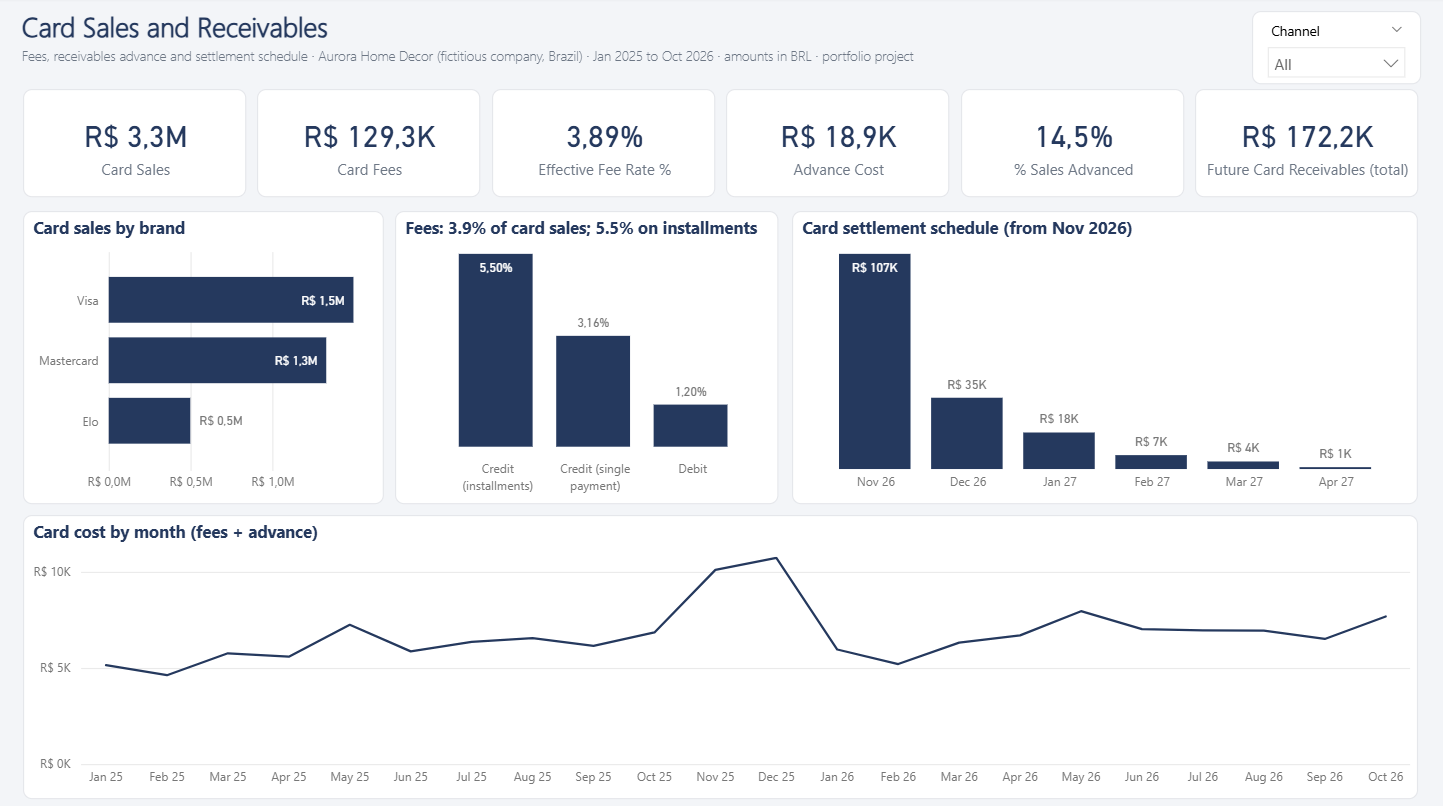 Card Sales and Receivables
Fees, receivables advance and settlement schedule · Aurora Home Decor (fictitious company, Brazil) · Jan 2025 to Oct 2026 · amounts in BRL · portfolio project
Channel
All
R$ 3,3M
Card Sales
R$ 129,3K
Card Fees
3,89%
Effective Fee Rate %
R$ 18,9K
Advance Cost
14,5%
% Sales Advanced
R$ 172,2K
Future Card Receivables (total)
Card sales by brand
Visa
R$ 1,5M
Mastercard
R$ 1,3M
Elo
R$ 0,5M
R$ 0,0M R$ 0,5M R$ 1,0M
Fees: 3.9% of card sales; 5.5% on installments
5,50%
3,16%
1,20%
Credit (installments)
Credit (single payment)
Debit
Card settlement schedule (from Nov 2026)
R$ 107K
R$ 35K
R$ 18K
R$ 7K
R$ 4K
R$ 1K
Nov 26 Dec 26 Jan 27 Feb 27 Mar 27 Apr 27
Card cost by month (fees + advance)
R$ 10K
R$ 5K
R$ 0K
Jan 25 Feb 25 Mar 25 Apr 25 May 25 Jun 25 Jul 25 Aug 25 Sep 25 Oct 25 Nov 25 Dec 25 Jan 26 Feb 26 Mar 26 Apr 26 May 26 Jun 26 Jul 26 Aug 26 Sep 26 Oct 26